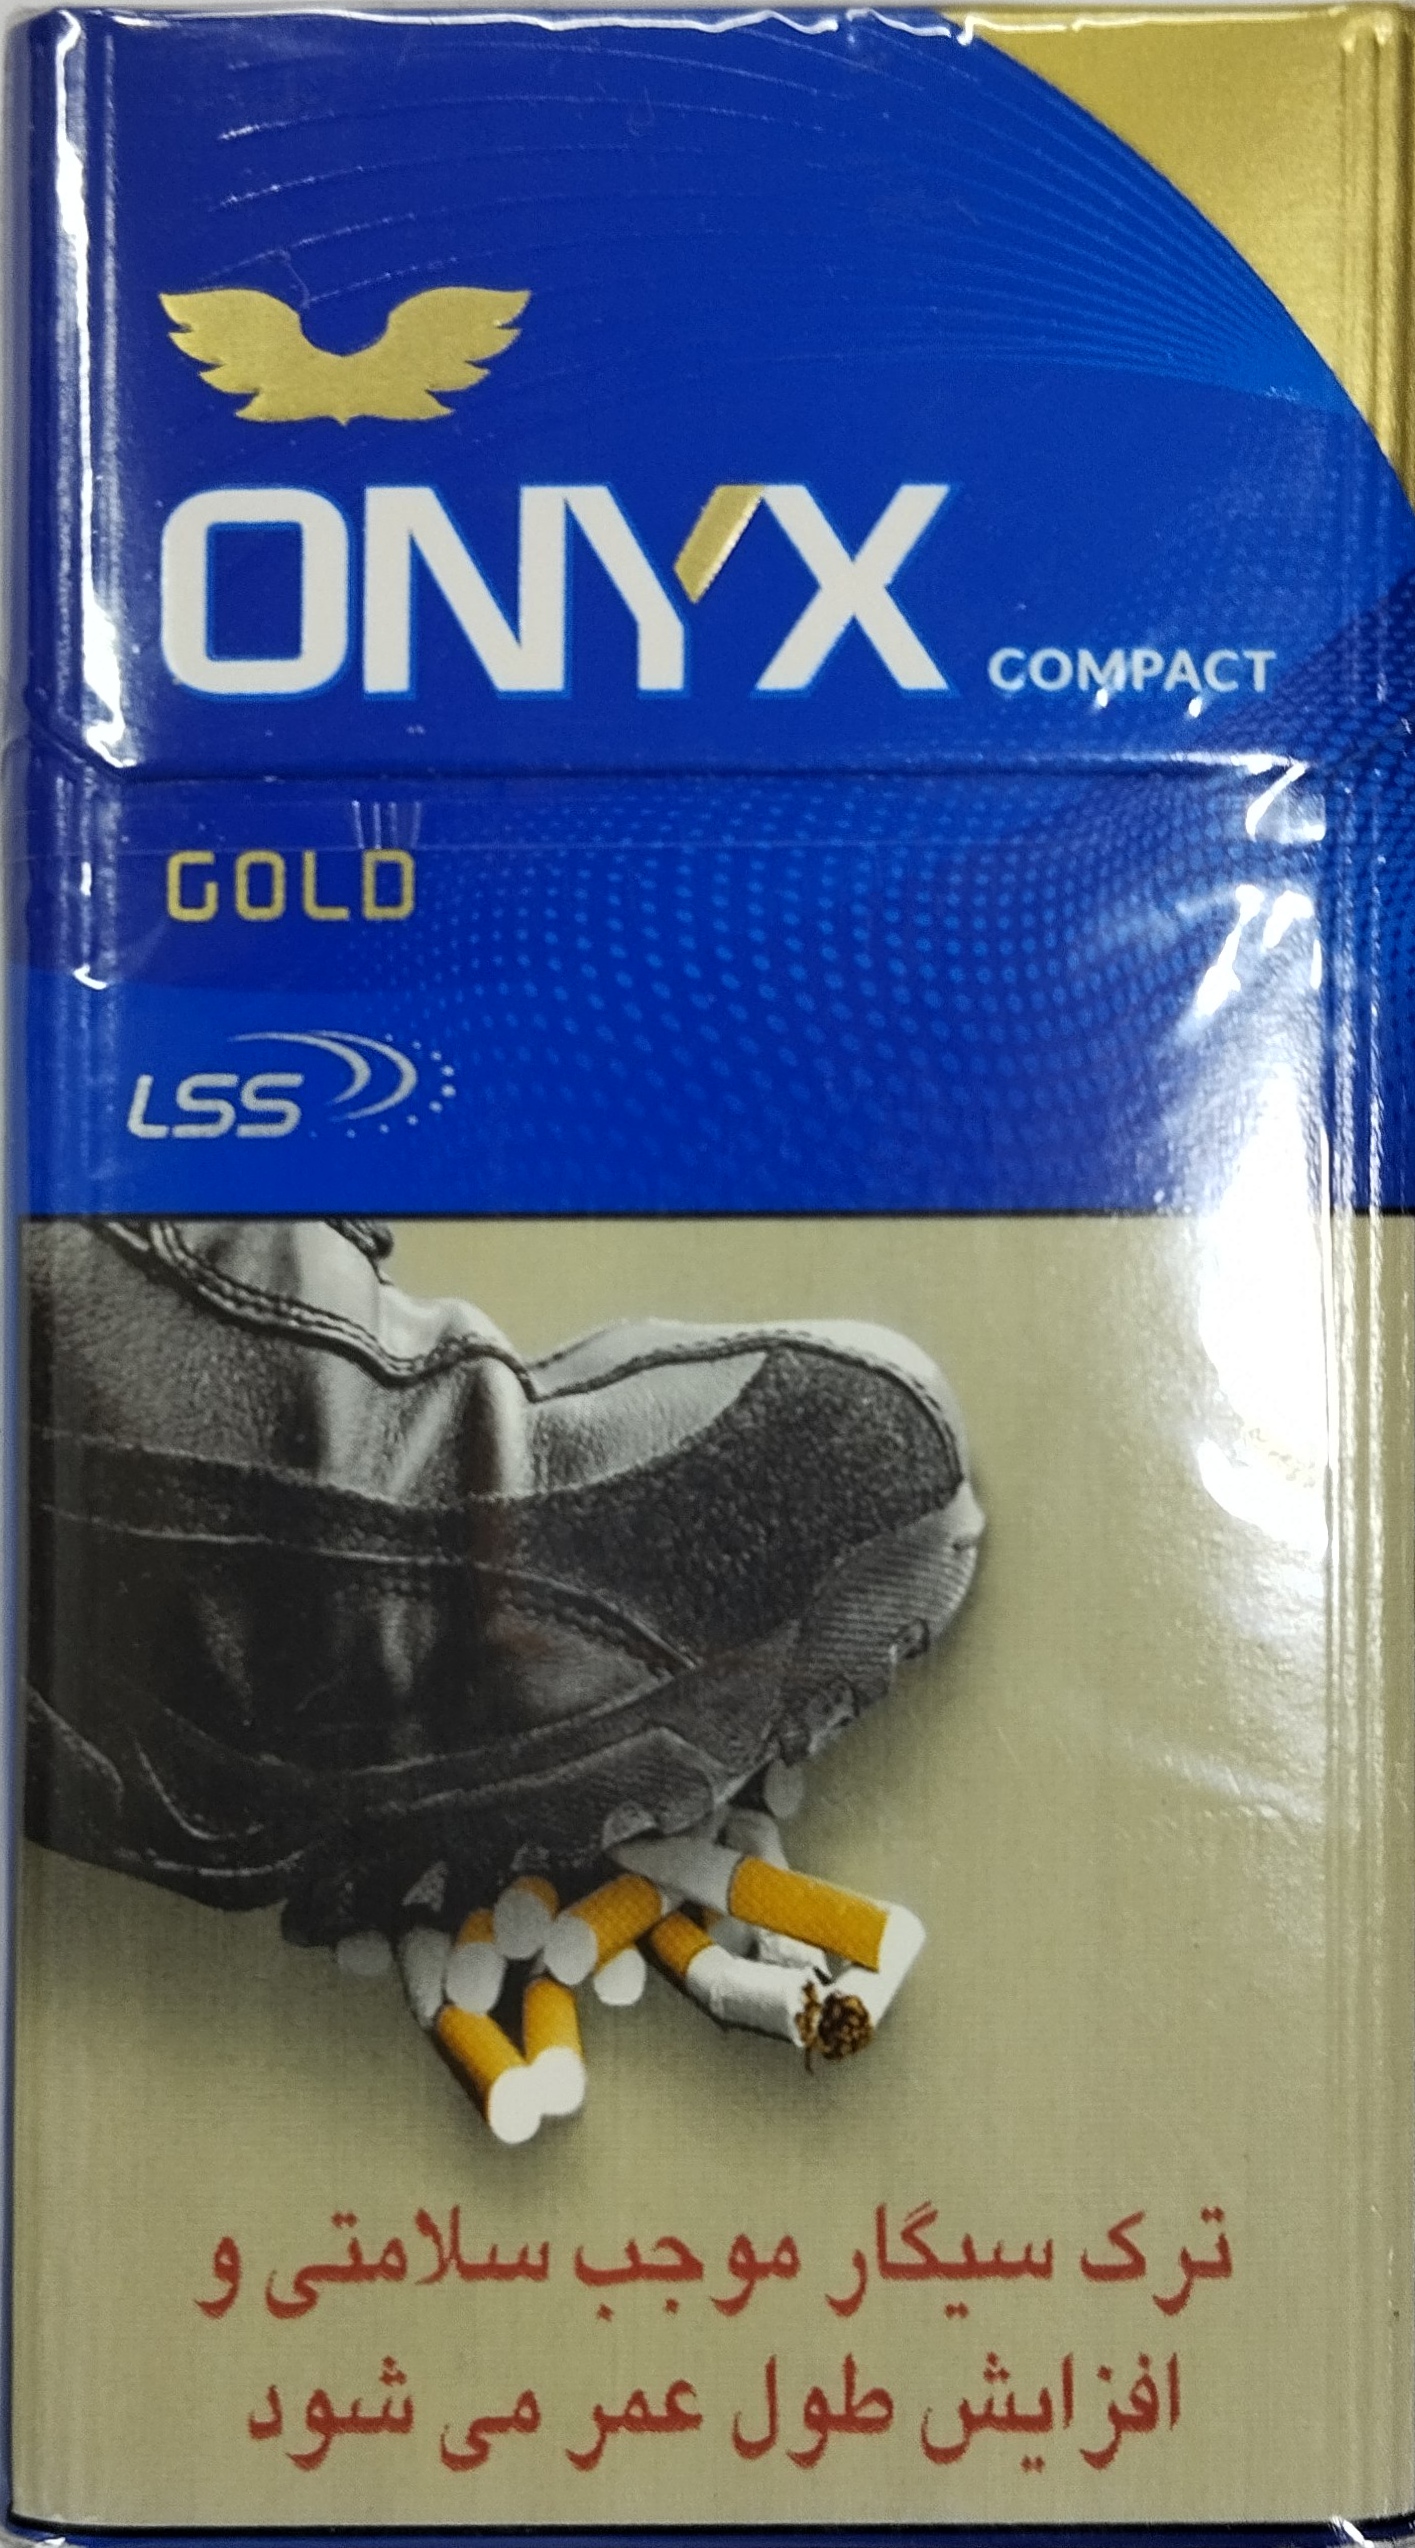 ONYX COMPACT
GOLD
LSS
ترک سیگار موجب سلامتی و
افزایش طول عمر می شود